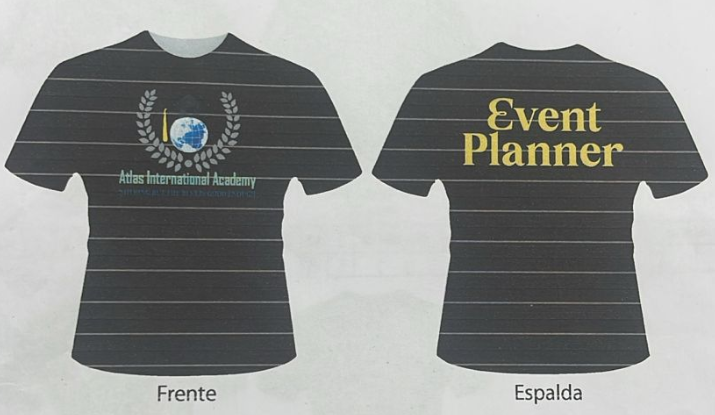 Atlas International Academy
Event
Planner
Frente
Espalda